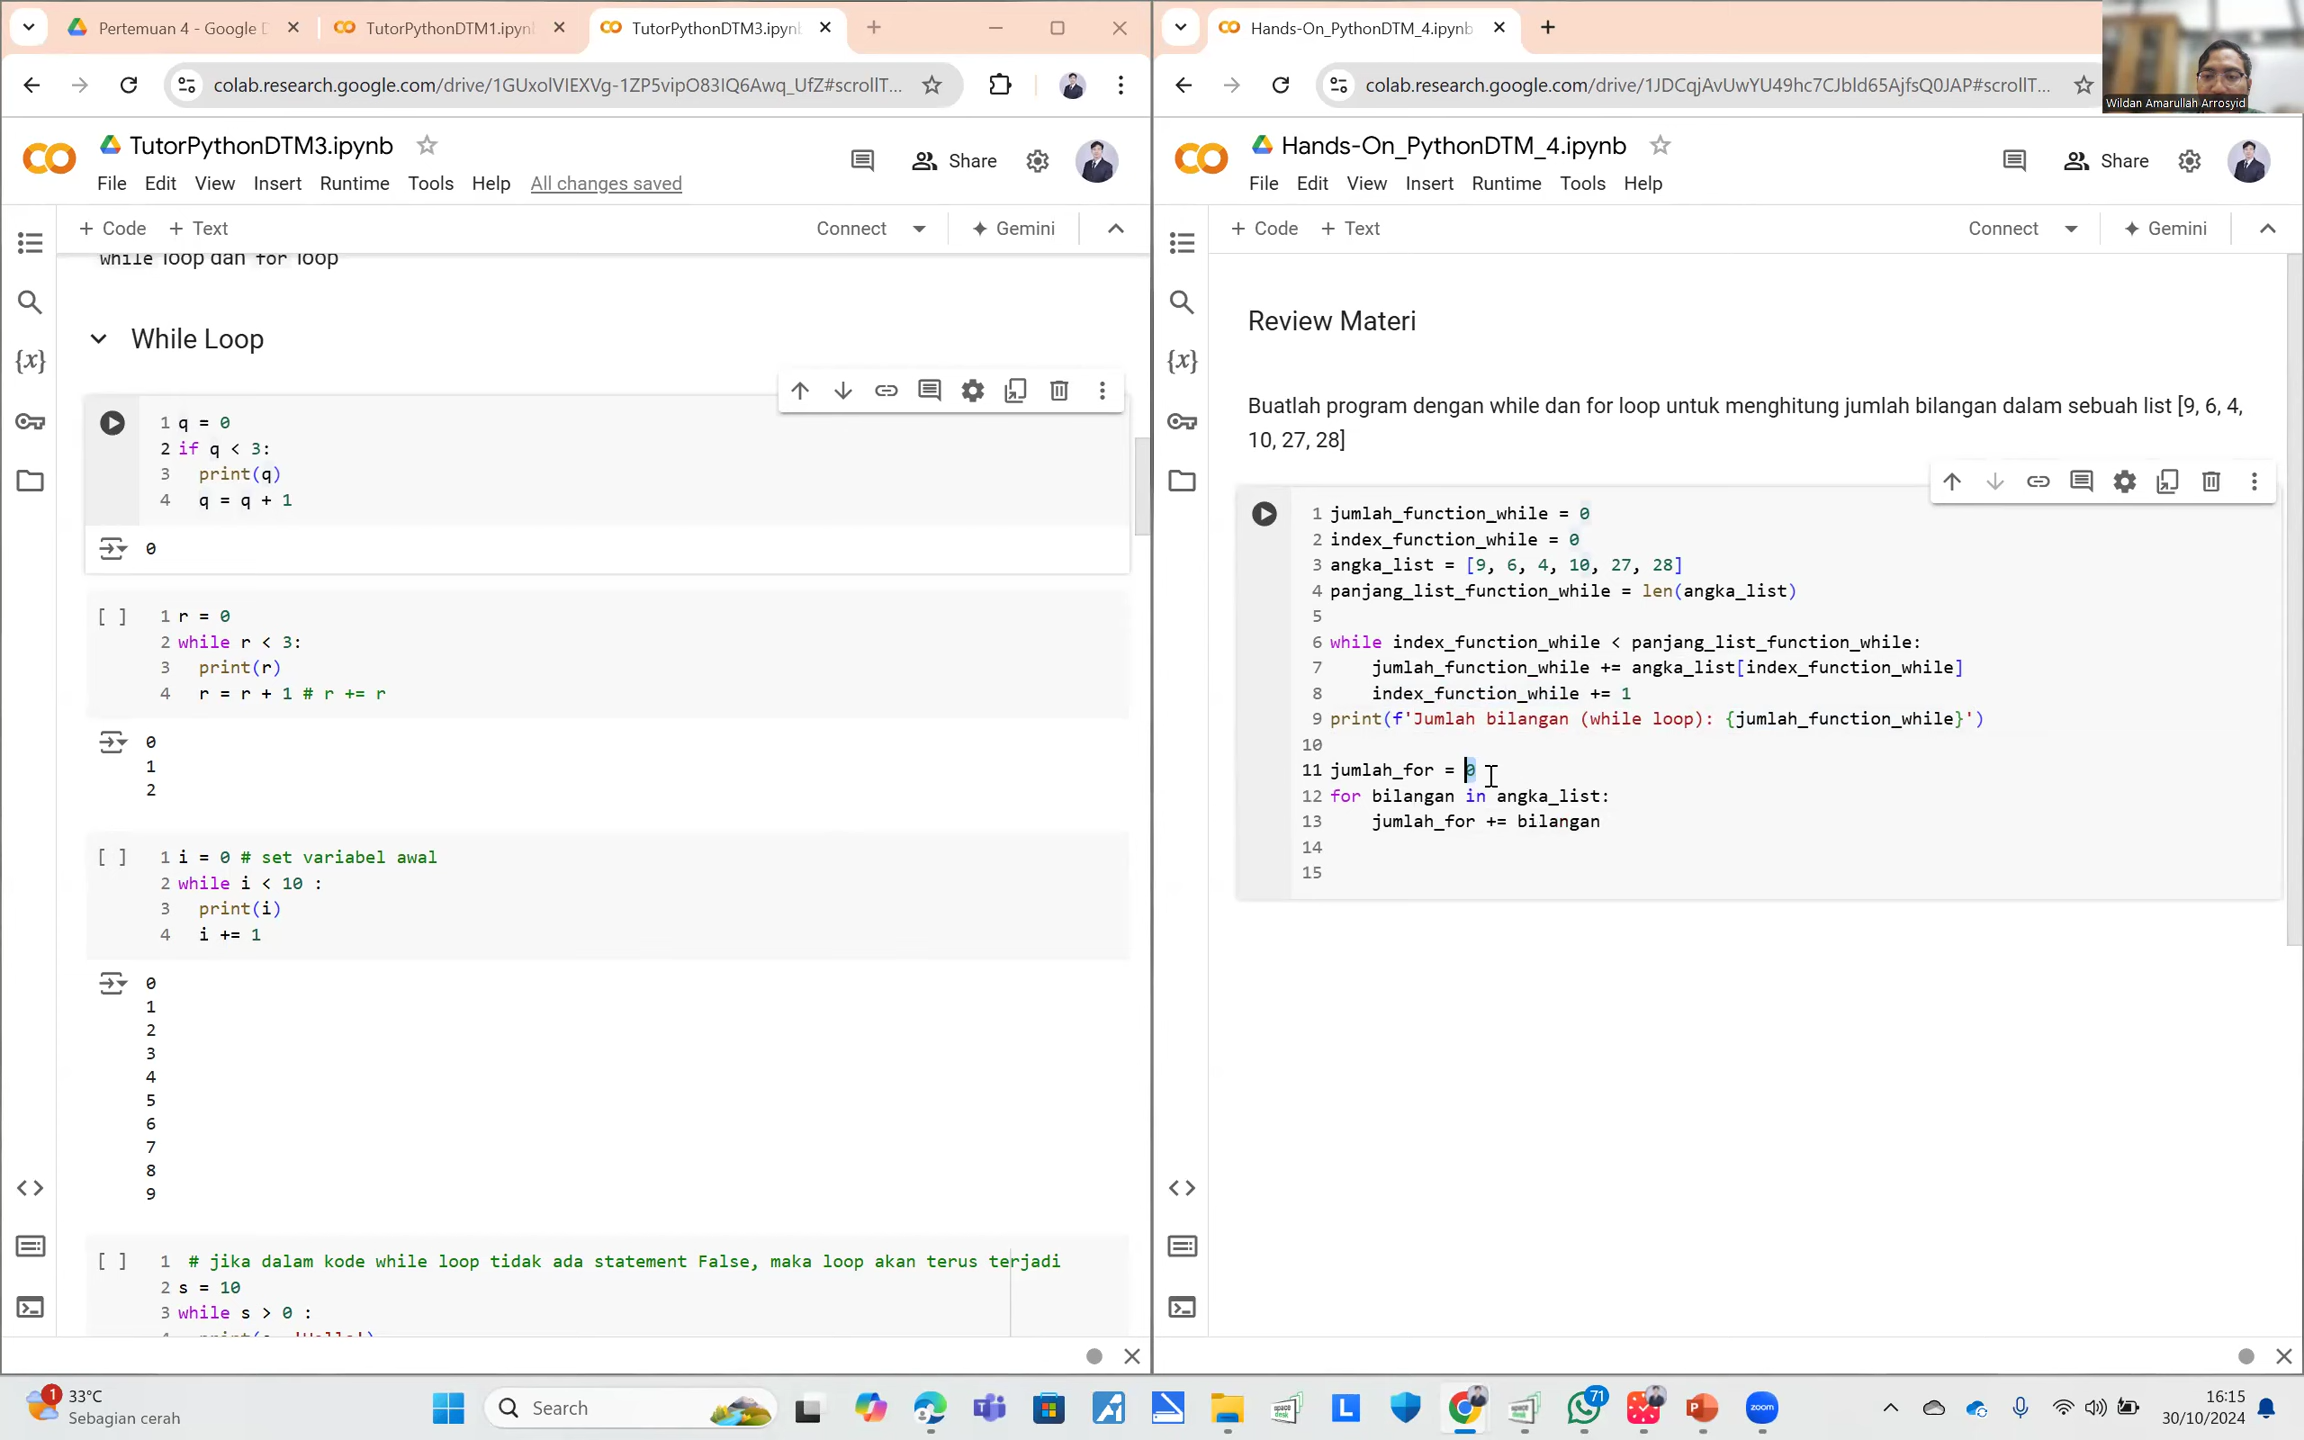 Pertemuan 4 - Google D
TutorPythonDTM1.ipyn
TutorPythonDTM3.ipyn
colab.research.google.com/drive/1GUxolVIEXVg-1ZP5vipO83IQ6Awq_UfZ#scrollT...
TutorPythonDTM3.ipynb
Share
File Edit View Insert Runtime Tools Help All changes saved
+ Code + Text
Connect
Gemini
while loop dan for loop
While Loop
1 q = 0
2 if q < 3:
3 print(q)
4 q = q + 1
0
[ ]
1 r = 0
2 while r < 3:
3 print(r)
4 r = r + 1 # r += r
0
1
2
[ ]
1 i = 0 # set variabel awal
2 while i < 10 :
3 print(i)
4 i += 1
0
1
2
3
4
5
6
7
8
9
[ ]
1 # jika dalam kode while loop tidak ada statement False, maka loop akan terus terjadi
2 s = 10
3 while s > 0 :
Hands-On_PythonDTM_4.ipynb
colab.research.google.com/drive/1JDCqjAvUwYU49hc7CJbld65AjfsQ0JAP#scrollT...
Wildan Amarullah Arrosyid
Hands-On_PythonDTM_4.ipynb
Share
File Edit View Insert Runtime Tools Help
+ Code + Text
Connect
Gemini
Review Materi
Buatlah program dengan while dan for loop untuk menghitung jumlah bilangan dalam sebuah list [9, 6, 4,
10, 27, 28]
1 jumlah_function_while = 0
2 index_function_while = 0
3 angka_list = [9, 6, 4, 10, 27, 28]
4 panjang_list_function_while = len(angka_list)
5
6 while index_function_while < panjang_list_function_while:
7 jumlah_function_while += angka_list[index_function_while]
8 index_function_while += 1
9 print(f'Jumlah bilangan (while loop): {jumlah_function_while}')
10
11 jumlah_for = 0
12 for bilangan in angka_list:
13 jumlah_for += bilangan
14
15
1
33°C
Sebagian cerah
Search
71
zoom
16:15
30/10/2024